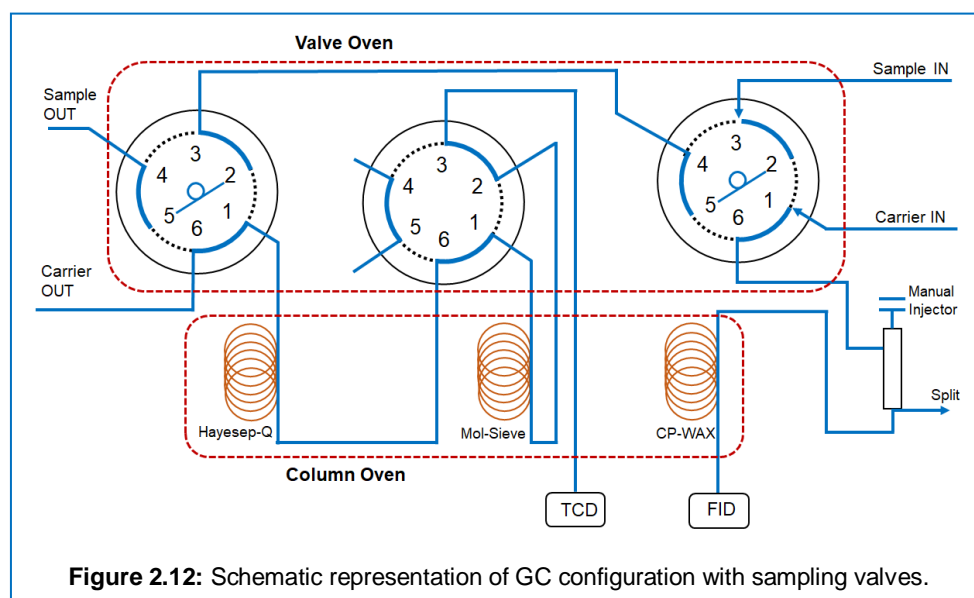 Valve Oven
Sample IN
Sample
OUT
3
4
2
5
1
6
3
4
2
5
1
6
3
4
5
1
6
Carrier IN
Carrier
OUT
Manual
Injector
Split
Hayesep-Q
Mol-Sieve
CP-WAX
Column Oven
TCD
FID
Figure 2.12: Schematic representation of GC configuration with sampling valves.